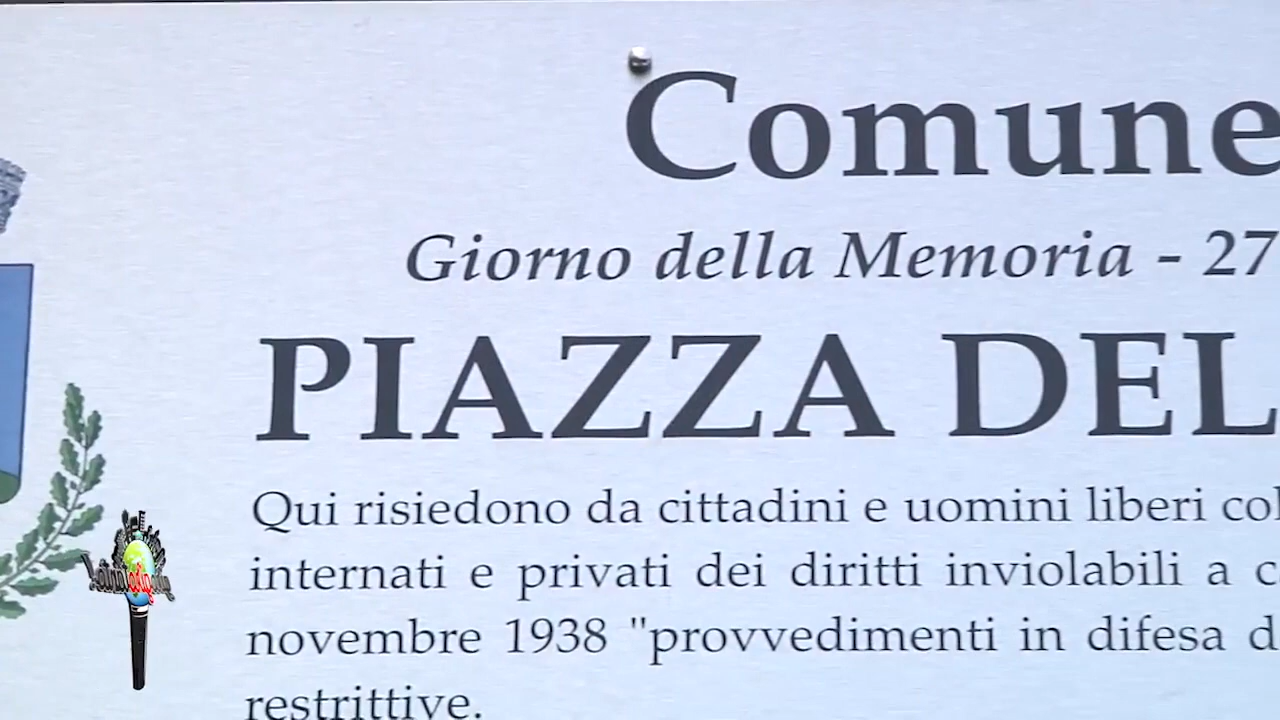 Comune
Giorno della Memoria - 27
PIAZZA DEL
Qui risiedono da cittadini e uomini liberi col
internati e privati dei diritti inviolabili a c
novembre 1938 "provvedimenti in difesa d
restrittive.